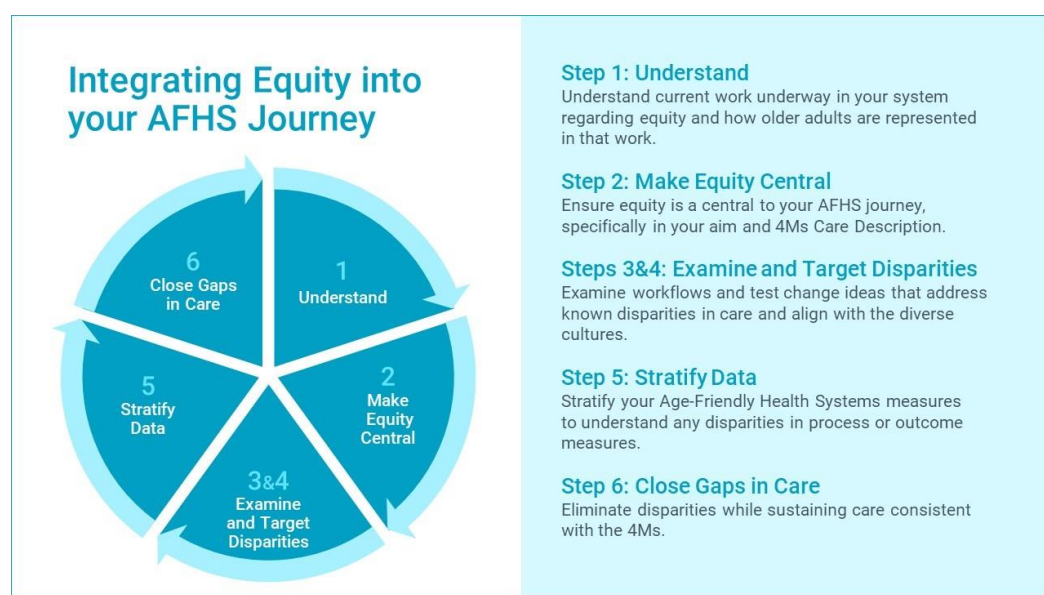 Integrating Equity into
your AFHS Journey
1
Understand
2
Make
Equity
Central
3&4
Examine
and Target
Disparities
5
Stratify
Data
6
Close Gaps
in Care
Step 1: Understand
Understand current work underway in your system
regarding equity and how older adults are represented
in that work.
Step 2: Make Equity Central
Ensure equity is a central to your AFHS journey,
specifically in your aim and 4Ms Care Description.
Steps 3&4: Examine and Target Disparities
Examine workflows and test change ideas that address
known disparities in care and align with the diverse
cultures.
Step 5: Stratify Data
Stratify your Age-Friendly Health Systems measures
to understand any disparities in process or outcome
measures.
Step 6: Close Gaps in Care
Eliminate disparities while sustaining care consistent
with the 4Ms.